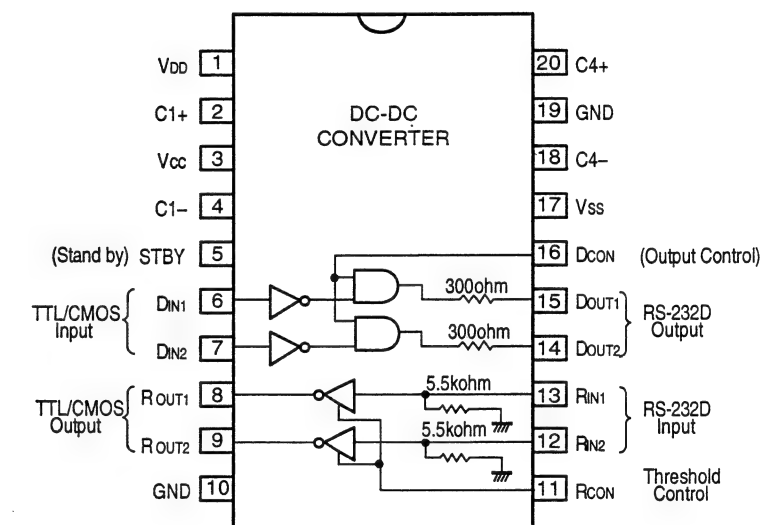 VDD 1
20 C4+
C1+ 2
DC-DC
CONVERTER
19 GND
Vcc 3
18 C4–
C1– 4
17 Vss
(Stand by) STBY 5
16 DCON (Output Control)
TTL/CMOS
Input
DIN1 6
300ohm
15 DOUT1
RS-232D
Output
DIN2 7
300ohm
14 DOUT2
TTL/CMOS
Output
ROUT1 8
5.5kohm
13 RIN1
RS-232D
Input
ROUT2 9
5.5kohm
12 RIN2
GND 10
11 RCON
Threshold
Control